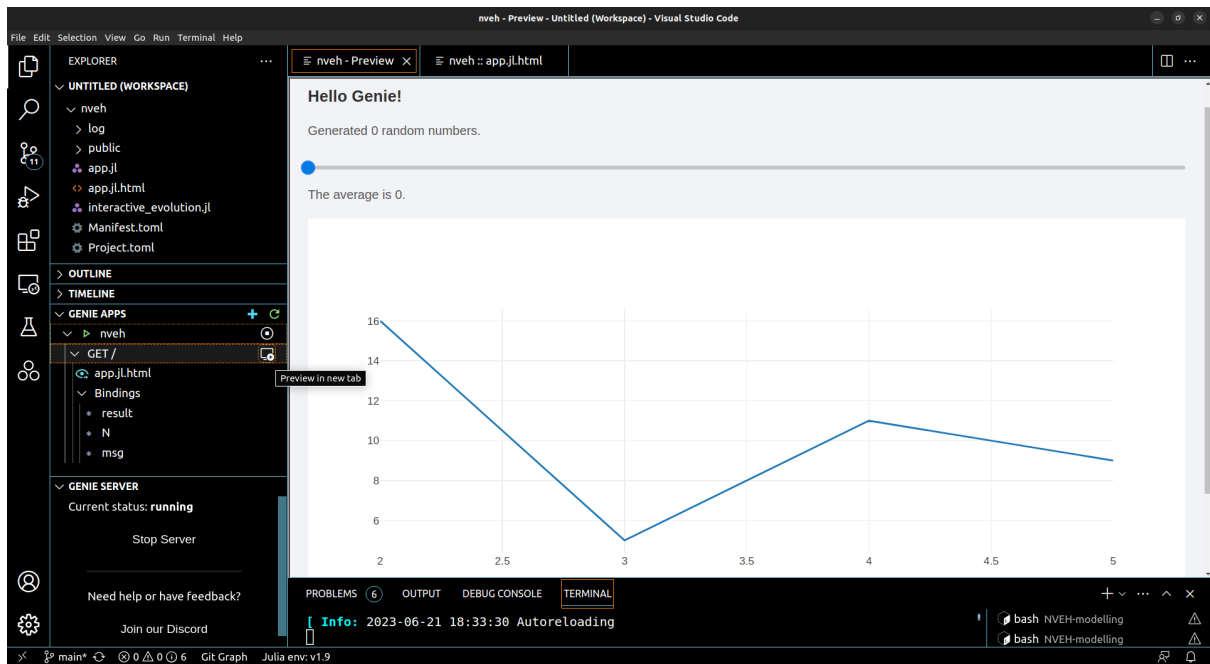 nveh - Preview - Untitled (Workspace) - Visual Studio Code
File Edit Selection View Go Run Terminal Help
EXPLORER
UNTITLED (WORKSPACE)
nveh
log
public
app.jl
app.jl.html
interactive_evolution.jl
Manifest.toml
Project.toml
OUTLINE
TIMELINE
GENIE APPS
nveh
GET /
app.jl.html
Bindings
result
N
msg
GENIE SERVER
Current status: running
Stop Server
Need help or have feedback?
Join our Discord
11
Preview in new tab
nveh - Preview
nveh :: app.jl.html
Hello Genie!
Generated 0 random numbers.
The average is 0.
16
14
12
10
8
6
2 2.5 3 3.5 4 4.5 5
PROBLEMS 6 OUTPUT DEBUG CONSOLE TERMINAL
[ Info: 2023-06-21 18:33:30 Autoreloading
bash NVEH-modelling
bash NVEH-modelling
main* 0 0 6 Git Graph Julia env: v1.9